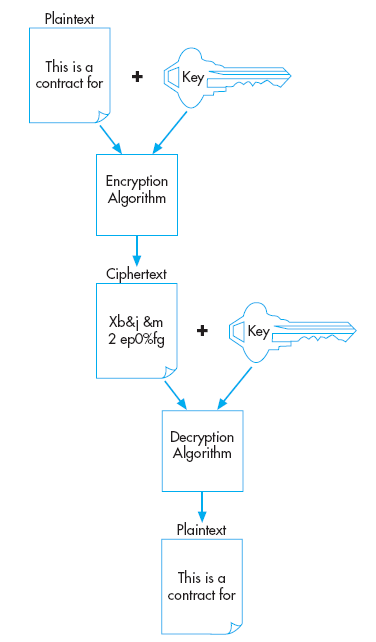 Plaintext
This is a
contract for
+
Key
Encryption
Algorithm
Ciphertext
Xb&j &m
2 ep0%fg
+
Key
Decryption
Algorithm
Plaintext
This is a
contract for